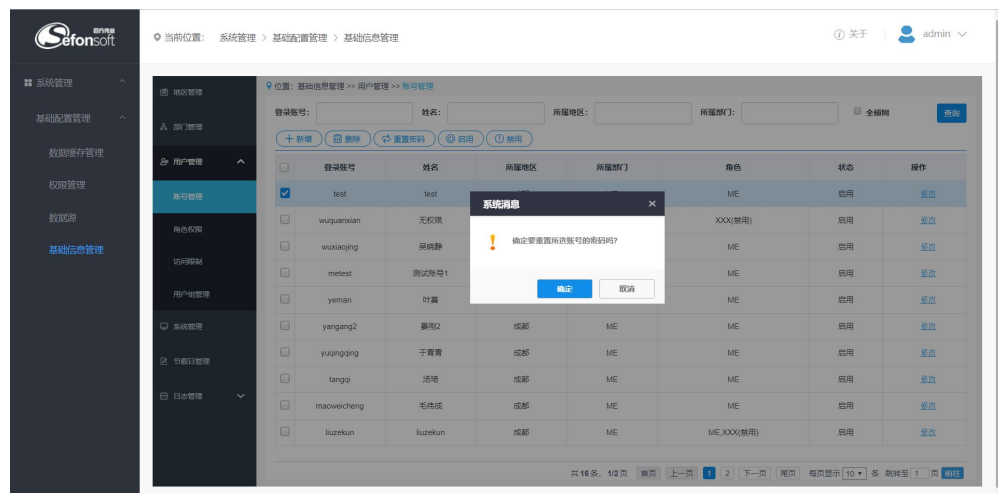 四方伟业
Sefonsoft
当前位置： 系统管理 > 基础配置管理 > 基础信息管理
关于
admin
系统管理
基础配置管理
数据缓存管理
权限管理
数据源
基础信息管理
地区管理
部门管理
用户管理
账号管理
角色权限
访问限制
用户组管理
系统管理
节假日管理
日志管理
位置：基础信息管理 >> 用户管理 >> 账号管理
登录账号： 姓名： 所属地区： 所属部门： 全模糊 查询
新增 删除 重置密码 启用 禁用
登录账号 姓名 所属地区 所属部门 角色 状态 操作
test test ME 启用 修改
wuquanxian 无权限 XXX(禁用) 启用 修改
wuxiaojing 吴晓静 ME 启用 修改
metest 测试账号1 ME 启用 修改
yeman 叶蔓 ME 启用 修改
yangang2 晏刚2 成都 ME ME 启用 修改
yuqingqing 于青青 成都 ME ME 启用 修改
tangqi 汤琦 成都 ME ME 启用 修改
maoweicheng 毛伟成 成都 ME ME 启用 修改
liuzekun liuzekun 成都 ME ME,XXX(禁用) 启用 修改
系统消息
确定要重置所选账号的密码吗?
确定 取消
共 16 条，1/2 页 首页 上一页 1 2 下一页 尾页 每页显示 10 条 跳转至 1 页 前往